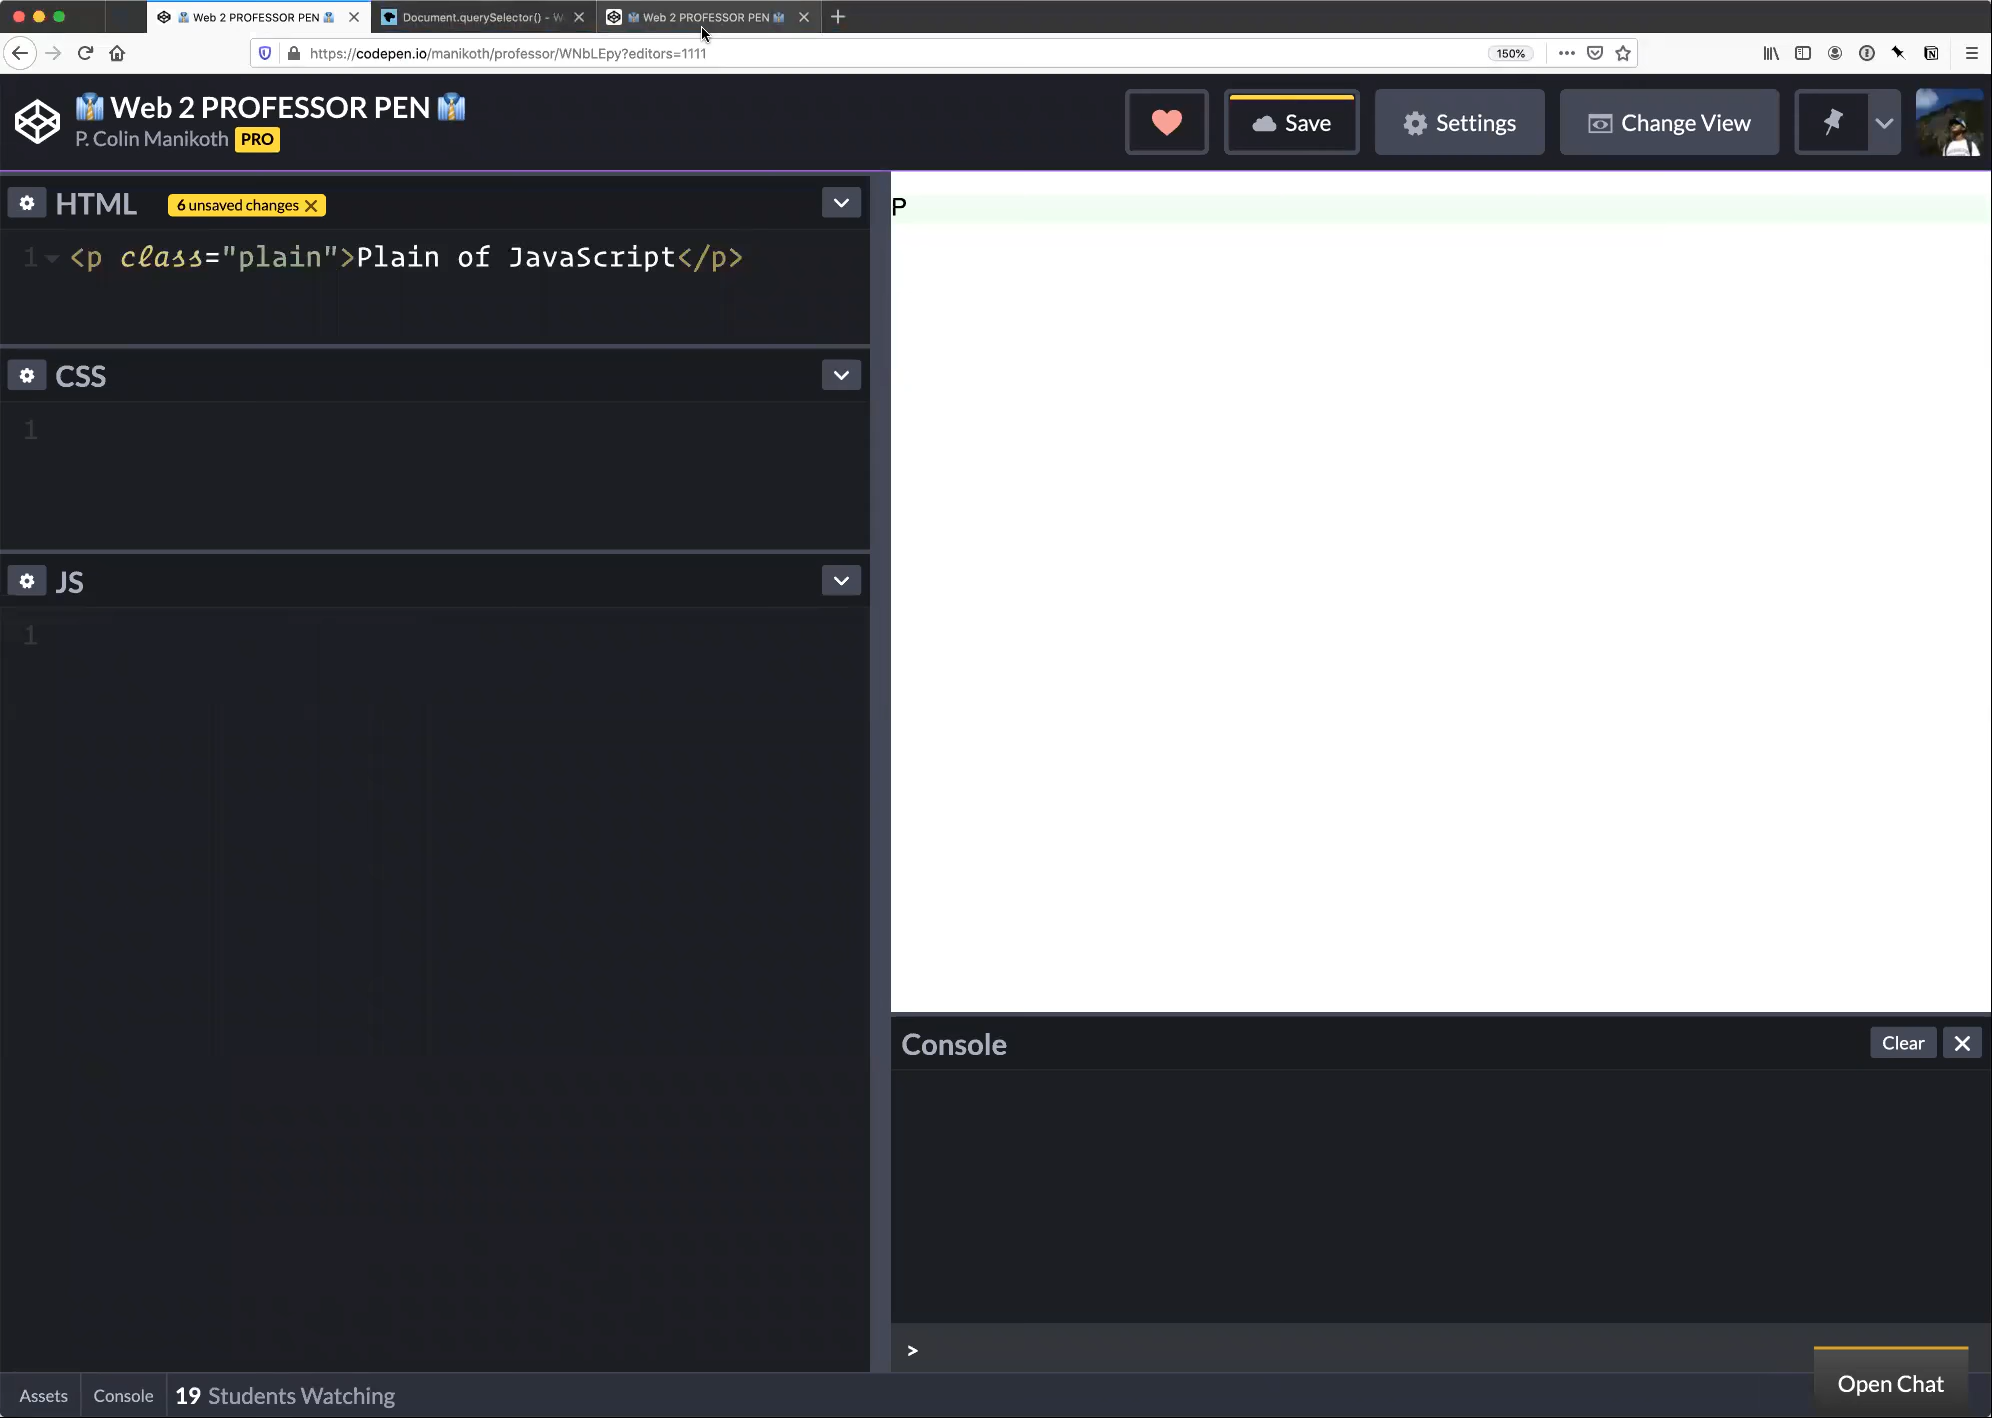 Web 2 PROFESSOR PEN
Document.querySelector() - W
Web 2 PROFESSOR PEN
https://codepen.io/manikoth/professor/WNbLEpy?editors=1111
150%
Web 2 PROFESSOR PEN
P. Colin Manikoth PRO
Save
Settings
Change View
HTML
6 unsaved changes
1
<p class="plain">Plain of JavaScript</p>
CSS
1
JS
1
P
Console
Clear
>
Assets
Console
19 Students Watching
Open Chat